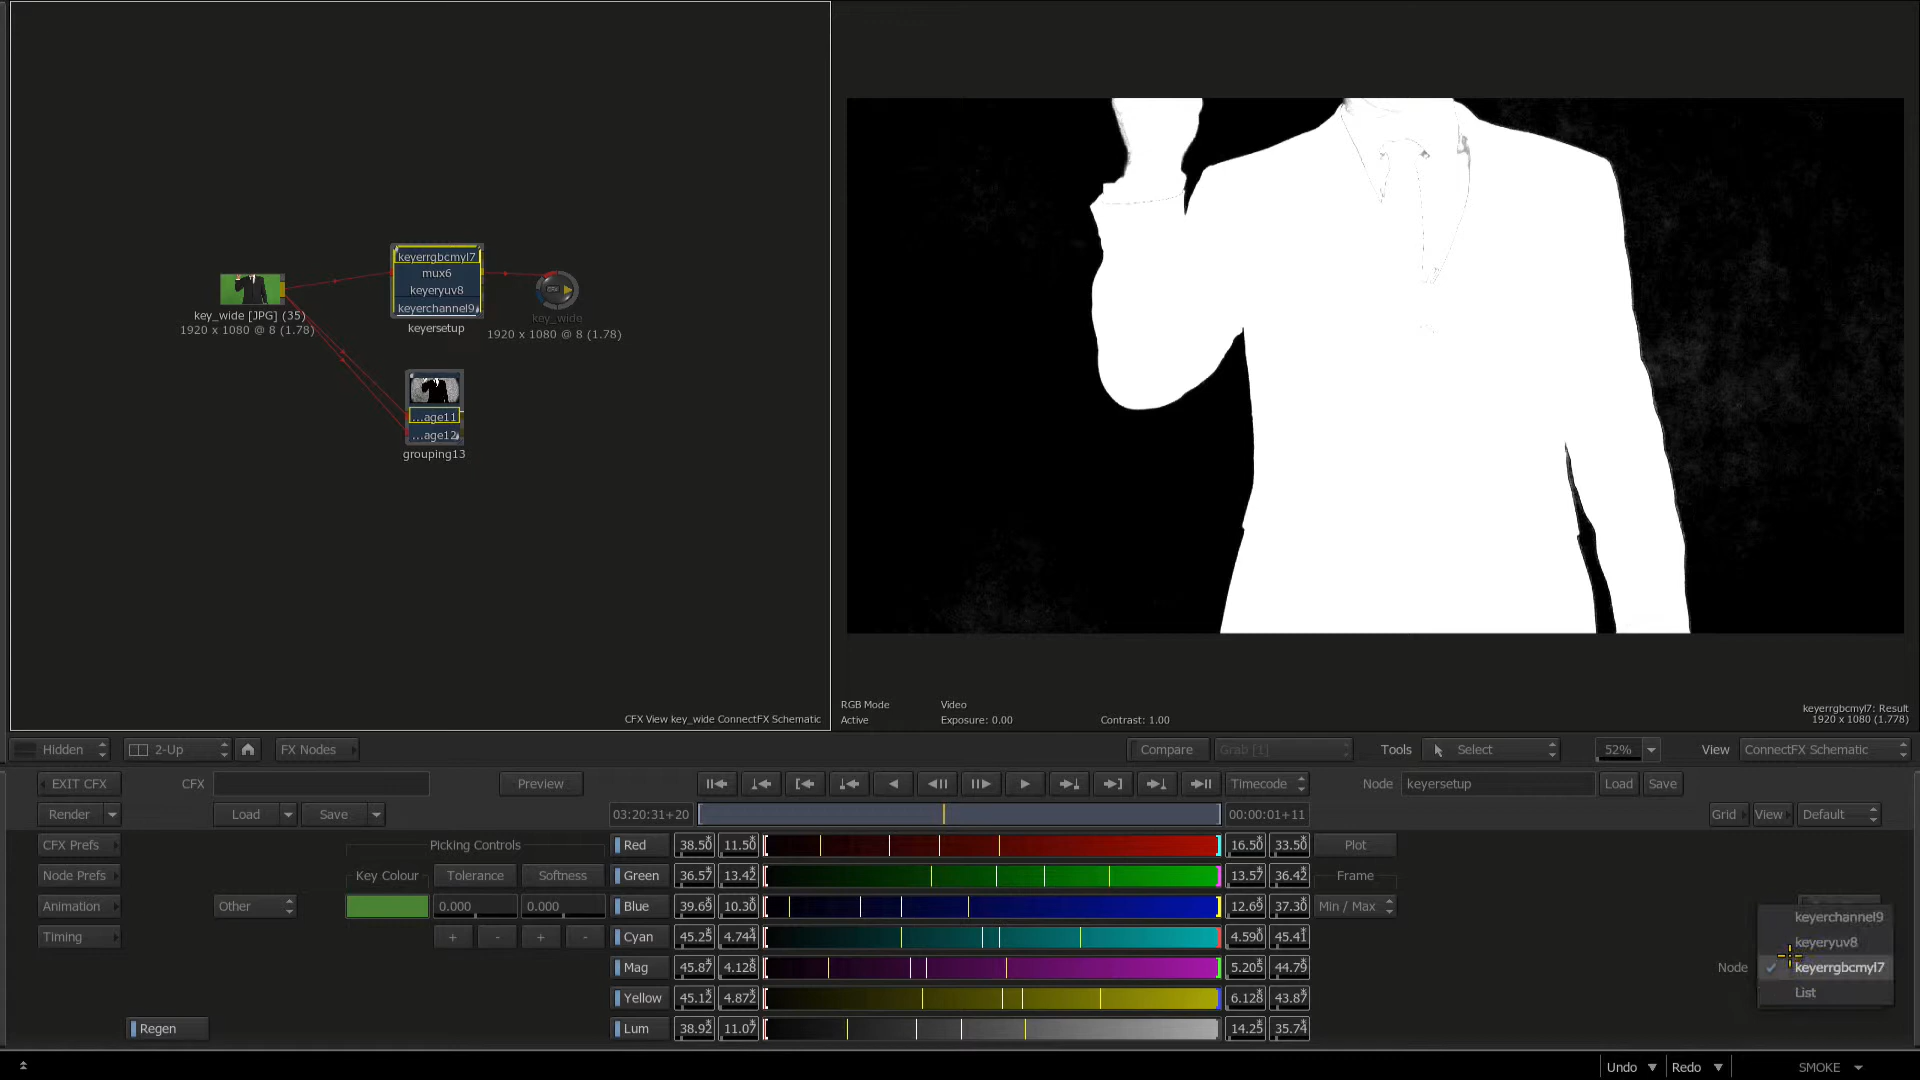 keyerrgbcmyl7
mux6
keyeryuv8
keyerchannel9
keyersetup
key_wide [JPG] (35)
1920 x 1080 @ 8 (1.78)
key_wide
1920 x 1080 @ 8 (1.78)
...age11
...age12
grouping13
CFX View key_wide ConnectFX Schematic
RGB Mode Video
Active Exposure: 0.00 Contrast: 1.00
keyerrgbcmyl7: Result
1920 x 1080 (1.778)
Hidden 2-Up FX Nodes Compare Grab [1] Tools Select 52% View ConnectFX Schematic
EXIT CFX CFX Preview Timecode Node keyersetup Load Save
Render Load Save 03:20:31+20 00:00:01+11 Grid View Default
CFX Prefs Picking Controls Red 38.50 11.50 16.50 33.50 Plot
Node Prefs Key Colour Tolerance Softness Green 36.57 13.42 13.57 36.42 Frame
Animation Other 0.000 0.000 Blue 39.69 10.30 12.69 37.30 Min / Max
Timing + - + - Cyan 45.25 4.744 4.590 45.41
Mag 45.87 4.128 5.205 44.79
Yellow 45.12 4.872 6.128 43.87
Regen Lum 38.92 11.07 14.25 35.74
keyerchannel9
keyeryuv8
Node keyerrgbcmyl7
List
Undo Redo SMOKE